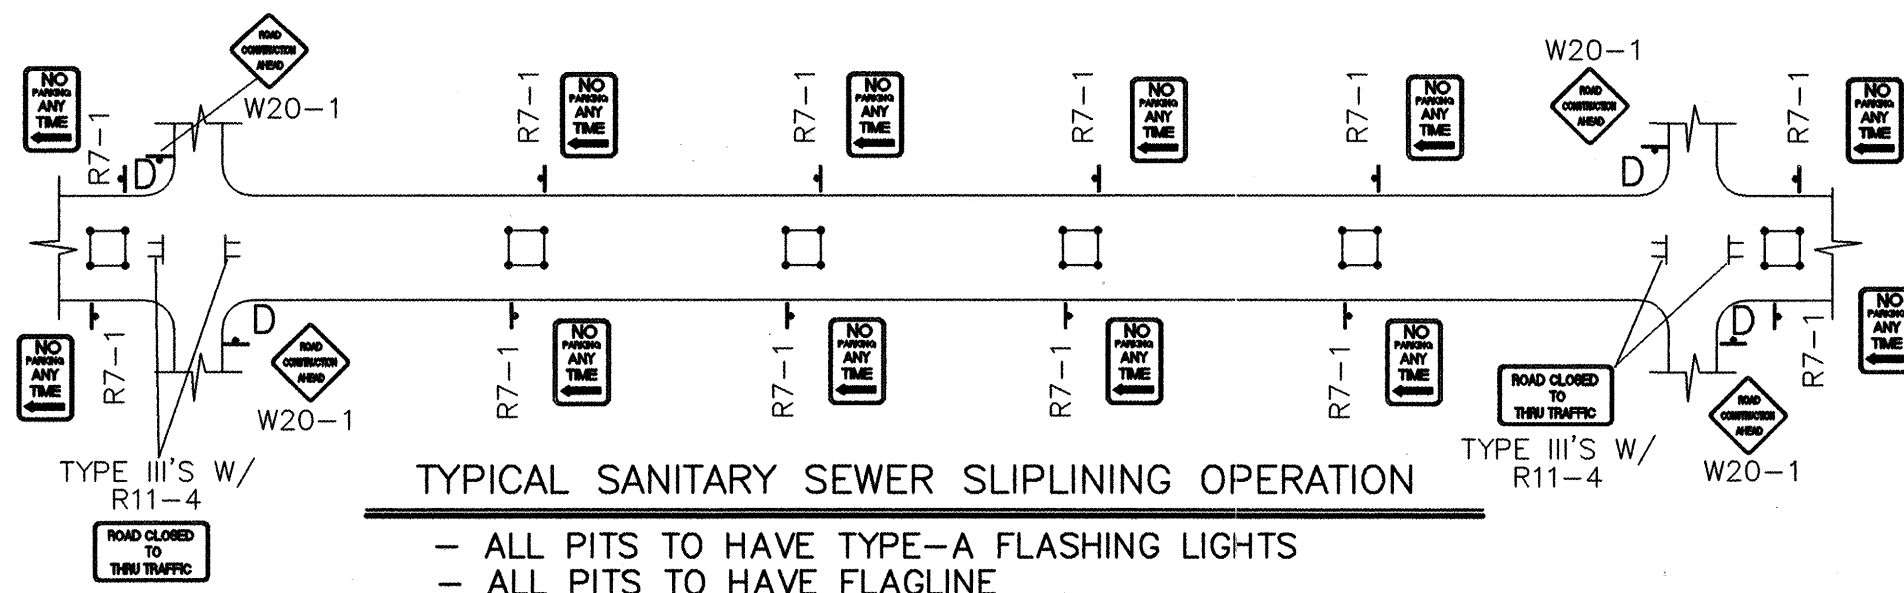 ROAD
CONSTRUCTION
AHEAD
W20-1
NO
PARKING
ANY
TIME
R7-1
D
R7-1
NO
PARKING
ANY
TIME
R7-1
NO
PARKING
ANY
TIME
R7-1
NO
PARKING
ANY
TIME
R7-1
NO
PARKING
ANY
TIME
W20-1
ROAD
CONSTRUCTION
AHEAD
D
R7-1
NO
PARKING
ANY
TIME
NO
PARKING
ANY
TIME
R7-1
D
ROAD
CONSTRUCTION
AHEAD
W20-1
R7-1
NO
PARKING
ANY
TIME
R7-1
NO
PARKING
ANY
TIME
R7-1
NO
PARKING
ANY
TIME
R7-1
NO
PARKING
ANY
TIME
D
R7-1
NO
PARKING
ANY
TIME
ROAD CLOSED
TO
THRU TRAFFIC
TYPE III'S W/
R11-4
ROAD
CONSTRUCTION
AHEAD
W20-1
TYPE III'S W/
R11-4
ROAD CLOSED
TO
THRU TRAFFIC
TYPICAL SANITARY SEWER SLIPLINING OPERATION
- ALL PITS TO HAVE TYPE-A FLASHING LIGHTS
- ALL PITS TO HAVE FLAGLINE